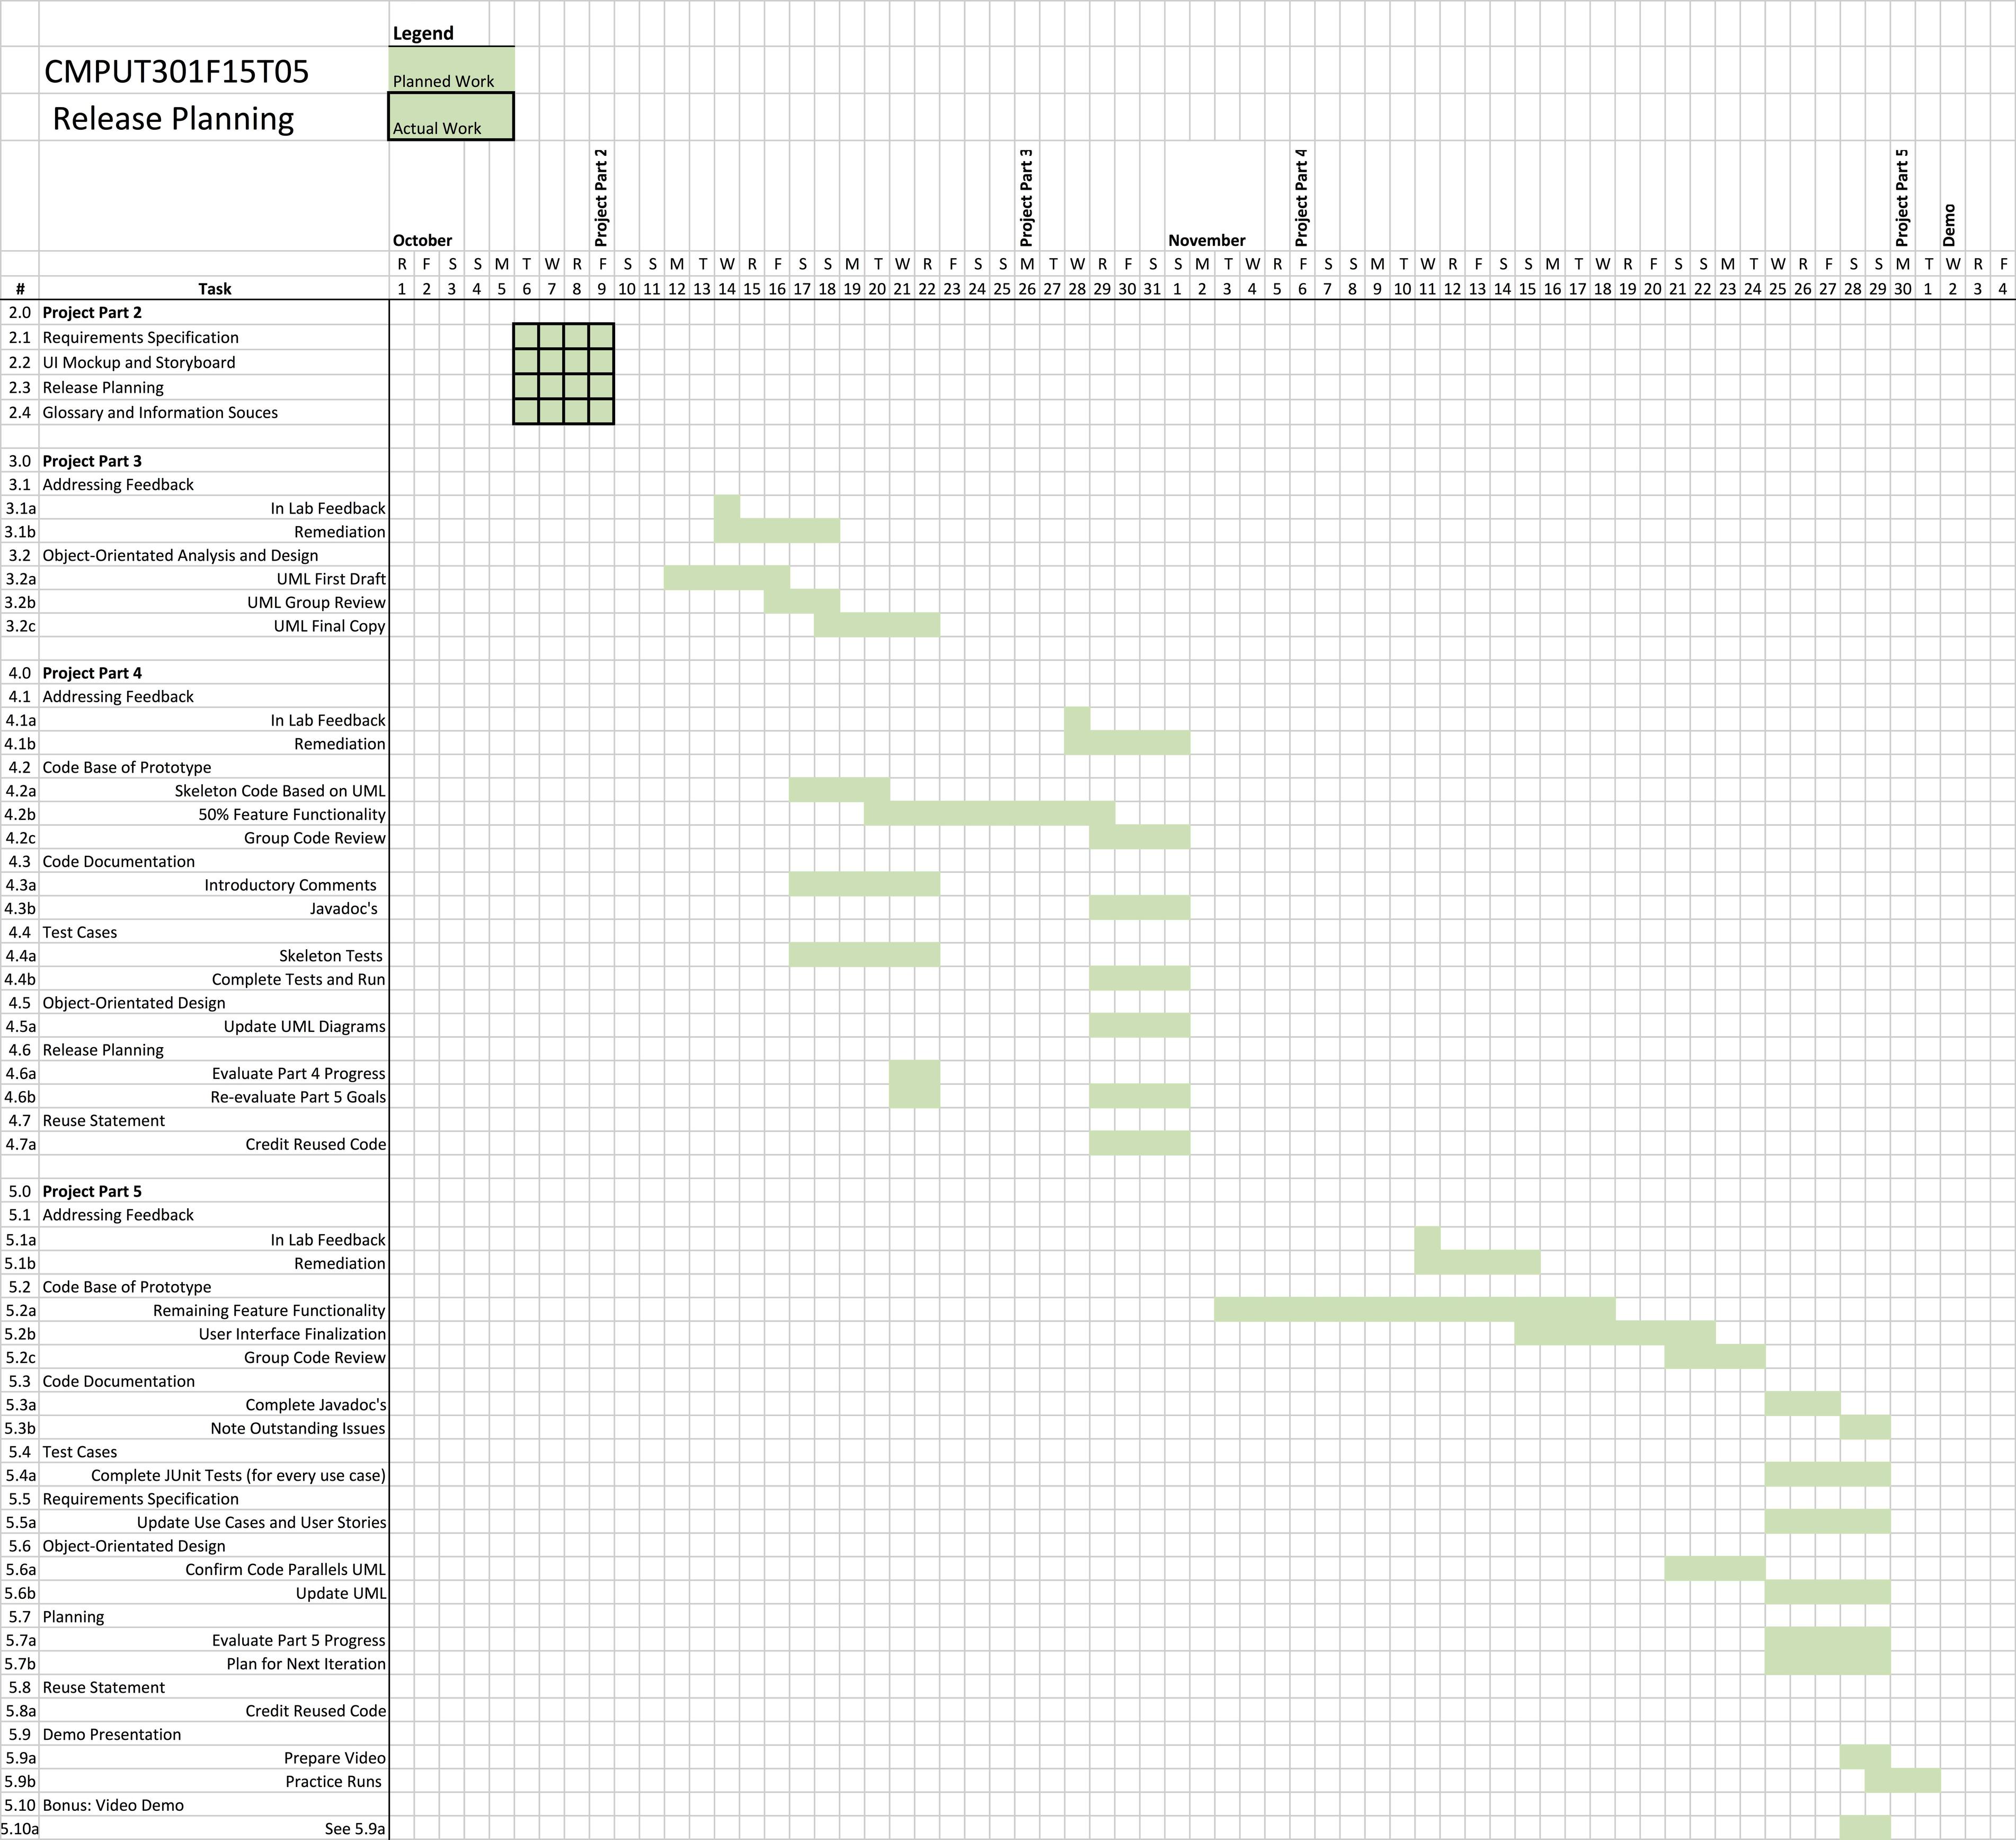 Legend
CMPUT301F15T05
Planned Work
Release Planning
Actual Work
Project Part 2
Project Part 3
Project Part 4
Project Part 5
Demo
October November
R F S S M T W R F S S M T W R F S S M T W R F S S M T W R F S S M T W R F S S M T W R F S S M T W R F S S M T W R F S S M T W R F
# Task 1 2 3 4 5 6 7 8 9 10 11 12 13 14 15 16 17 18 19 20 21 22 23 24 25 26 27 28 29 30 31 1 2 3 4 5 6 7 8 9 10 11 12 13 14 15 16 17 18 19 20 21 22 23 24 25 26 27 28 29 30 1 2 3 4
2.0 Project Part 2
2.1 Requirements Specification
2.2 UI Mockup and Storyboard
2.3 Release Planning
2.4 Glossary and Information Souces
3.0 Project Part 3
3.1 Addressing Feedback
3.1a In Lab Feedback
3.1b Remediation
3.2 Object-Orientated Analysis and Design
3.2a UML First Draft
3.2b UML Group Review
3.2c UML Final Copy
4.0 Project Part 4
4.1 Addressing Feedback
4.1a In Lab Feedback
4.1b Remediation
4.2 Code Base of Prototype
4.2a Skeleton Code Based on UML
4.2b 50% Feature Functionality
4.2c Group Code Review
4.3 Code Documentation
4.3a Introductory Comments
4.3b Javadoc's
4.4 Test Cases
4.4a Skeleton Tests
4.4b Complete Tests and Run
4.5 Object-Orientated Design
4.5a Update UML Diagrams
4.6 Release Planning
4.6a Evaluate Part 4 Progress
4.6b Re-evaluate Part 5 Goals
4.7 Reuse Statement
4.7a Credit Reused Code
5.0 Project Part 5
5.1 Addressing Feedback
5.1a In Lab Feedback
5.1b Remediation
5.2 Code Base of Prototype
5.2a Remaining Feature Functionality
5.2b User Interface Finalization
5.2c Group Code Review
5.3 Code Documentation
5.3a Complete Javadoc's
5.3b Note Outstanding Issues
5.4 Test Cases
5.4a Complete JUnit Tests (for every use case)
5.5 Requirements Specification
5.5a Update Use Cases and User Stories
5.6 Object-Orientated Design
5.6a Confirm Code Parallels UML
5.6b Update UML
5.7 Planning
5.7a Evaluate Part 5 Progress
5.7b Plan for Next Iteration
5.8 Reuse Statement
5.8a Credit Reused Code
5.9 Demo Presentation
5.9a Prepare Video
5.9b Practice Runs
5.10 Bonus: Video Demo
5.10a See 5.9a